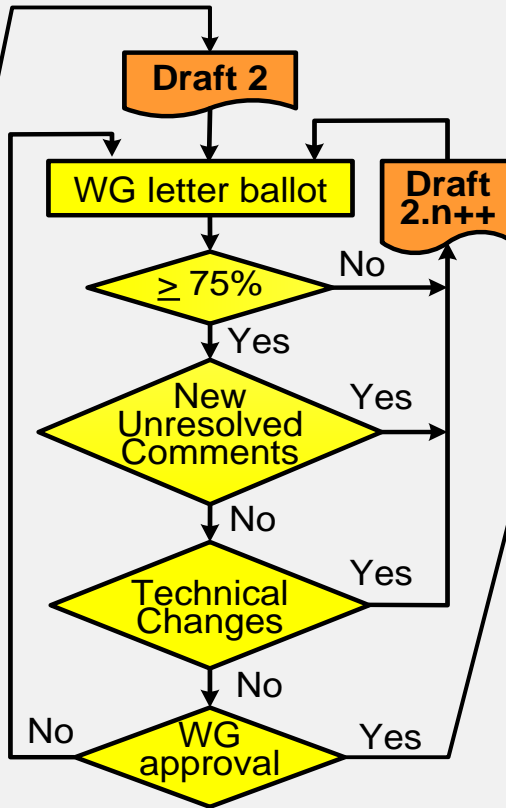 Draft 2
WG letter ballot
Draft
2.n++
≥ 75%
No
Yes
New
Unresolved
Comments
Yes
No
Technical
Changes
Yes
No
No
WG
approval
Yes